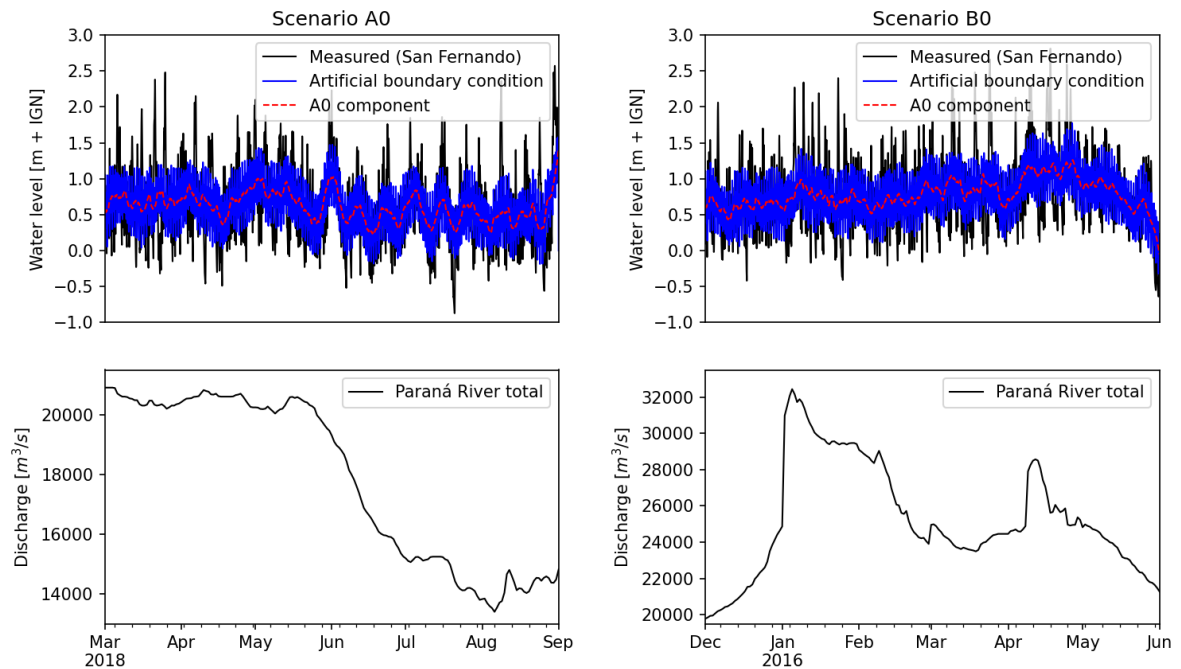 Scenario A0
3.0
2.5
2.0
1.5
1.0
0.5
0.0
−0.5
−1.0
Water level [m + IGN]
Measured (San Fernando)
Artificial boundary condition
A0 component
Scenario B0
3.0
2.5
2.0
1.5
1.0
0.5
0.0
−0.5
−1.0
Water level [m + IGN]
Measured (San Fernando)
Artificial boundary condition
A0 component
20000
18000
16000
14000
Discharge [m³/s]
Paraná River total
Mar Apr May Jun Jul Aug Sep
2018
32000
30000
28000
26000
24000
22000
20000
Discharge [m³/s]
Paraná River total
Dec Jan Feb Mar Apr May Jun
2016